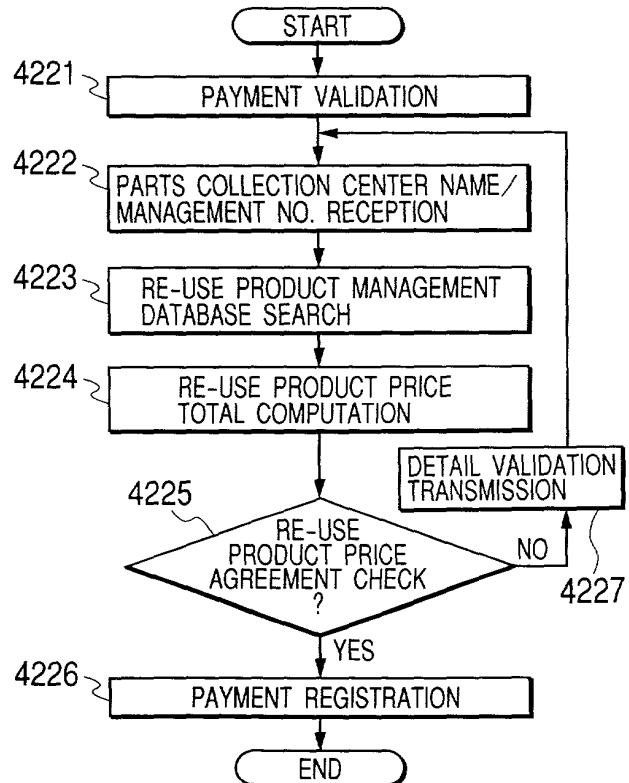 START
4221
PAYMENT VALIDATION
4222
PARTS COLLECTION CENTER NAME/
MANAGEMENT NO. RECEPTION
4223
RE-USE PRODUCT MANAGEMENT
DATABASE SEARCH
4224
RE-USE PRODUCT PRICE
TOTAL COMPUTATION
DETAIL VALIDATION
TRANSMISSION
4225
RE-USE
PRODUCT PRICE
AGREEMENT CHECK
?
NO
4227
YES
4226
PAYMENT REGISTRATION
END